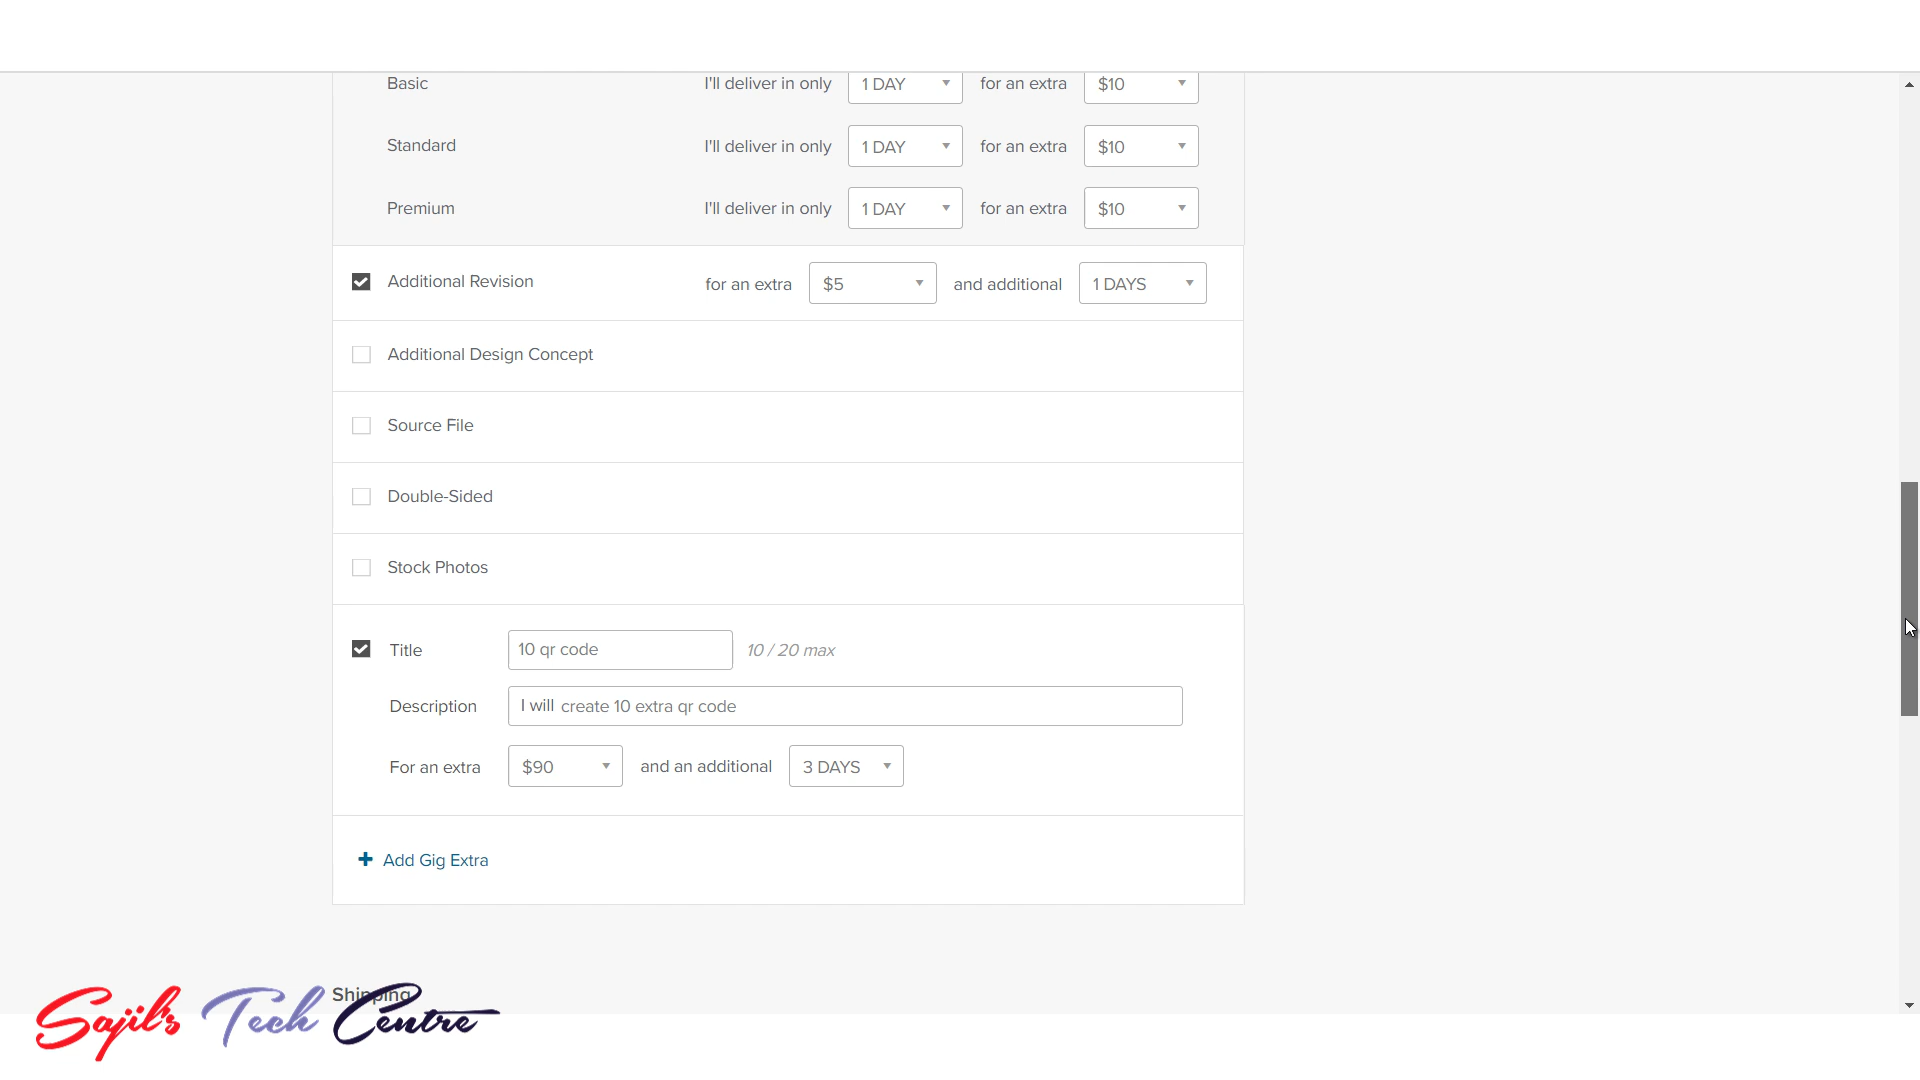 Basic I'll deliver in only 1 DAY for an extra $10
Standard I'll deliver in only 1 DAY for an extra $10
Premium I'll deliver in only 1 DAY for an extra $10
Additional Revision for an extra $5 and additional 1 DAYS
Additional Design Concept
Source File
Double-Sided
Stock Photos
Title 10 qr code 10 / 20 max
Description I will create 10 extra qr code
For an extra $90 and an additional 3 DAYS
+ Add Gig Extra
Shipping
Sajil's Tech Centre